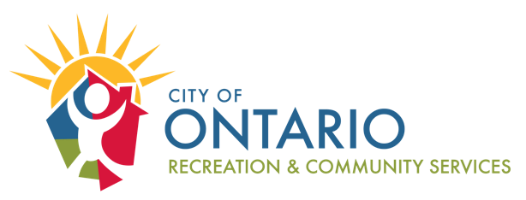 CITY OF
ONTARIO
RECREATION & COMMUNITY SERVICES